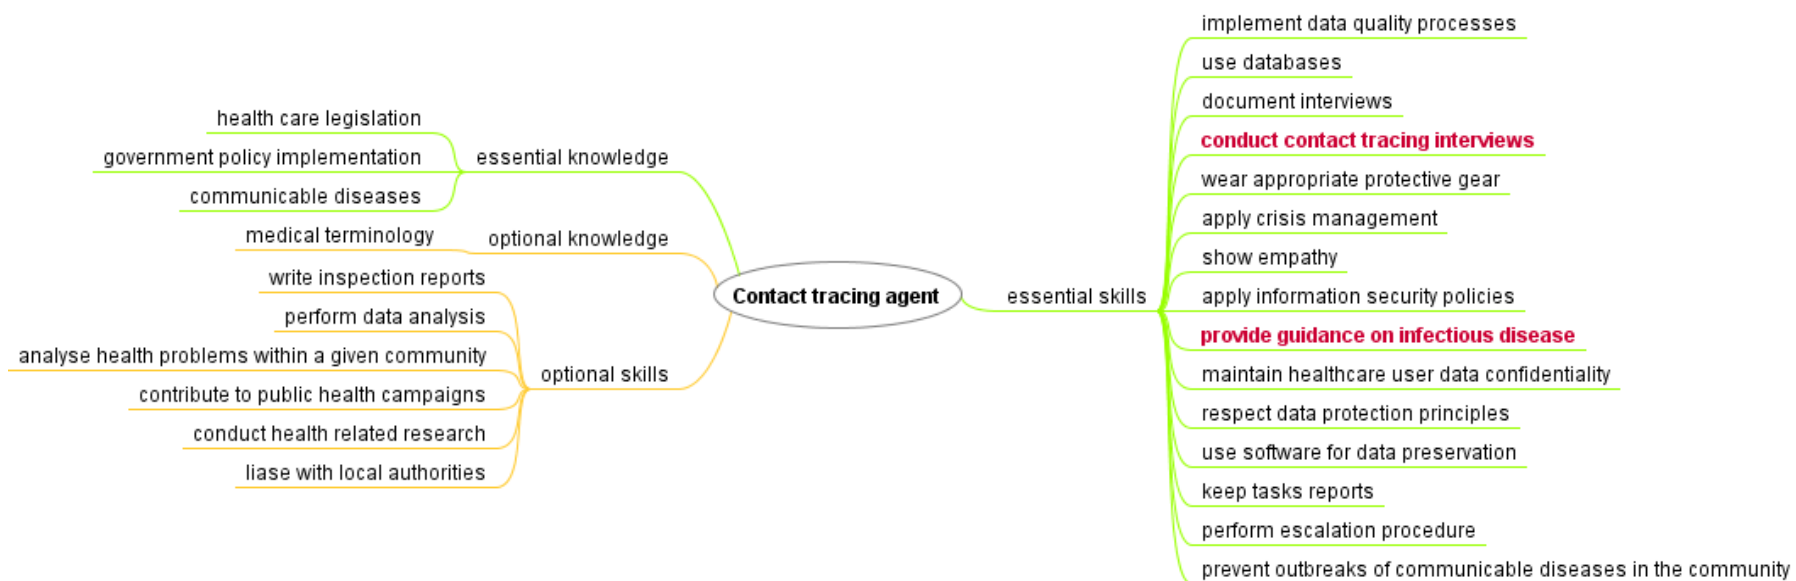 health care legislation
government policy implementation
communicable diseases
essential knowledge
medical terminology
optional knowledge
write inspection reports
perform data analysis
analyse health problems within a given community
contribute to public health campaigns
conduct health related research
liase with local authorities
optional skills
Contact tracing agent
essential skills
implement data quality processes
use databases
document interviews
conduct contact tracing interviews
wear appropriate protective gear
apply crisis management
show empathy
apply information security policies
provide guidance on infectious disease
maintain healthcare user data confidentiality
respect data protection principles
use software for data preservation
keep tasks reports
perform escalation procedure
prevent outbreaks of communicable diseases in the community